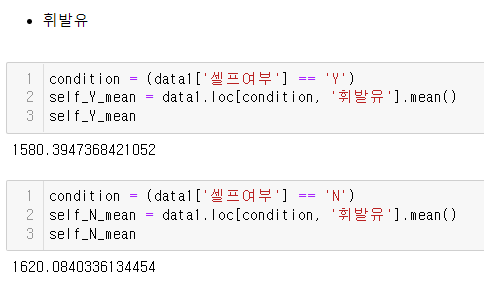 • 휘발유
1 condition = (data1['셀프여부'] == 'Y')
2 self_Y_mean = data1.loc[condition, '휘발유'].mean()
3 self_Y_mean
1580.3947368421052
1 condition = (data1['셀프여부'] == 'N')
2 self_N_mean = data1.loc[condition, '휘발유'].mean()
3 self_N_mean
1620.0840336134454